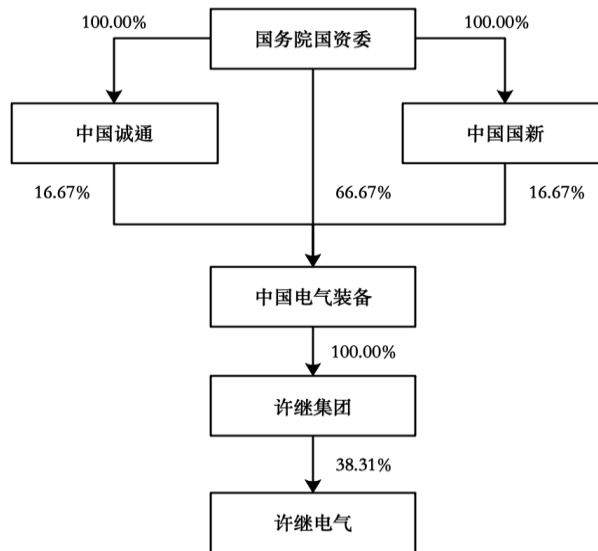 国务院国资委
100.00%
100.00%
中国诚通
中国国新
16.67%
66.67%
16.67%
中国电气装备
100.00%
许继集团
38.31%
许继电气